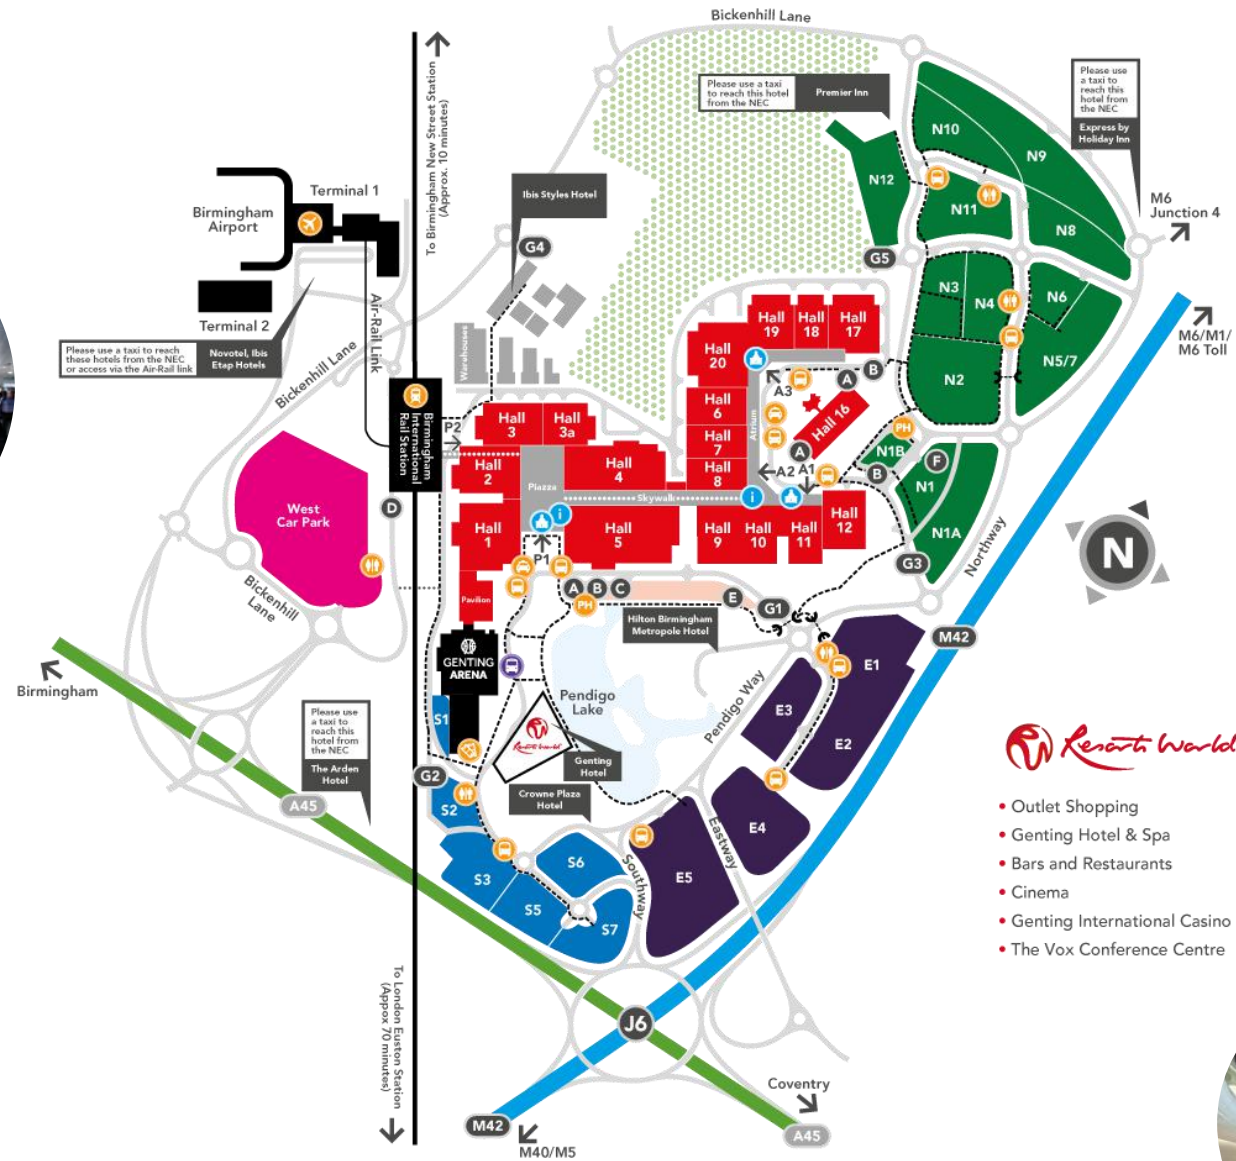 Bickenhill Lane
To Birmingham New Street Station
(Approx. 10 minutes)
Please use a taxi
to reach this hotel
from the NEC
Premier Inn
Please use
a taxi to
reach this
hotel from
the NEC
Express by
Holiday Inn
N10
N9
N12
N11
N8
M6
Junction 4
Terminal 1
Birmingham
Airport
Ibis Styles Hotel
G4
G5
N3
N4
N6
N5/7
N2
M6/M1/
M6 Toll
Terminal 2
Air-Rail Link
Please use a taxi to reach
these hotels from the NEC
or access via the Air-Rail link
Novotel, Ibis
Etap Hotels
Bickenhill Lane
Warehouses
Birmingham
International
Rail Station
P2
Hall
19
Hall
18
Hall
17
Hall
20
A3
A
B
Hall
6
Hall
7
Hall
8
Atrium
Hall 16
A
A2
A1
Hall
3
Hall
3a
Hall
2
Hall
4
Plazza
Skywalk
i
i
PH
N1B
B
F
N1
N1A
Northway
G3
N
West
Car Park
D
Hall
1
P1
Hall
5
Hall
9
Hall
10
Hall
11
Hall
12
Bickenhill
Lane
Pavilion
A
B
C
PH
E
G1
Hilton Birmingham
Metropole Hotel
M42
Birmingham
GENTING
ARENA
Pendigo
Lake
Pendigo Way
E1
E3
E2
S1
Resorts World
Genting
Hotel
Please use
a taxi to
reach this
hotel from
the NEC
The Arden
Hotel
G2
Crowne Plaza
Hotel
A45
S2
S3
S5
S6
S7
Southway
E5
Eastway
E4
RW Resorts World
• Outlet Shopping
• Genting Hotel & Spa
• Bars and Restaurants
• Cinema
• Genting International Casino
• The Vox Conference Centre
To London Euston Station
(Appox 70 minutes)
J6
Coventry
M42
M40/M5
A45